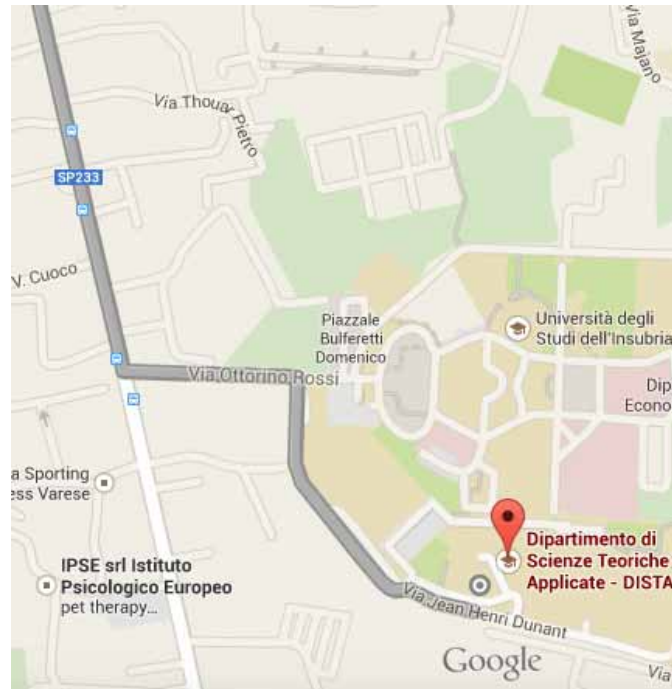 Via Majano
Via Thouar Pietro
SP233
V. Cuoco
Piazzale
Bulferetti
Domenico
Università degli
Studi dell'Insubria
Via Ottorino Rossi
Dip
Econo
a Sporting
ess Varese
Dipartimento di
Scienze Teoriche
Applicate - DISTA
IPSE srl Istituto
Psicologico Europeo
pet therapy...
Via Jean Henri Dunant
Google
Via